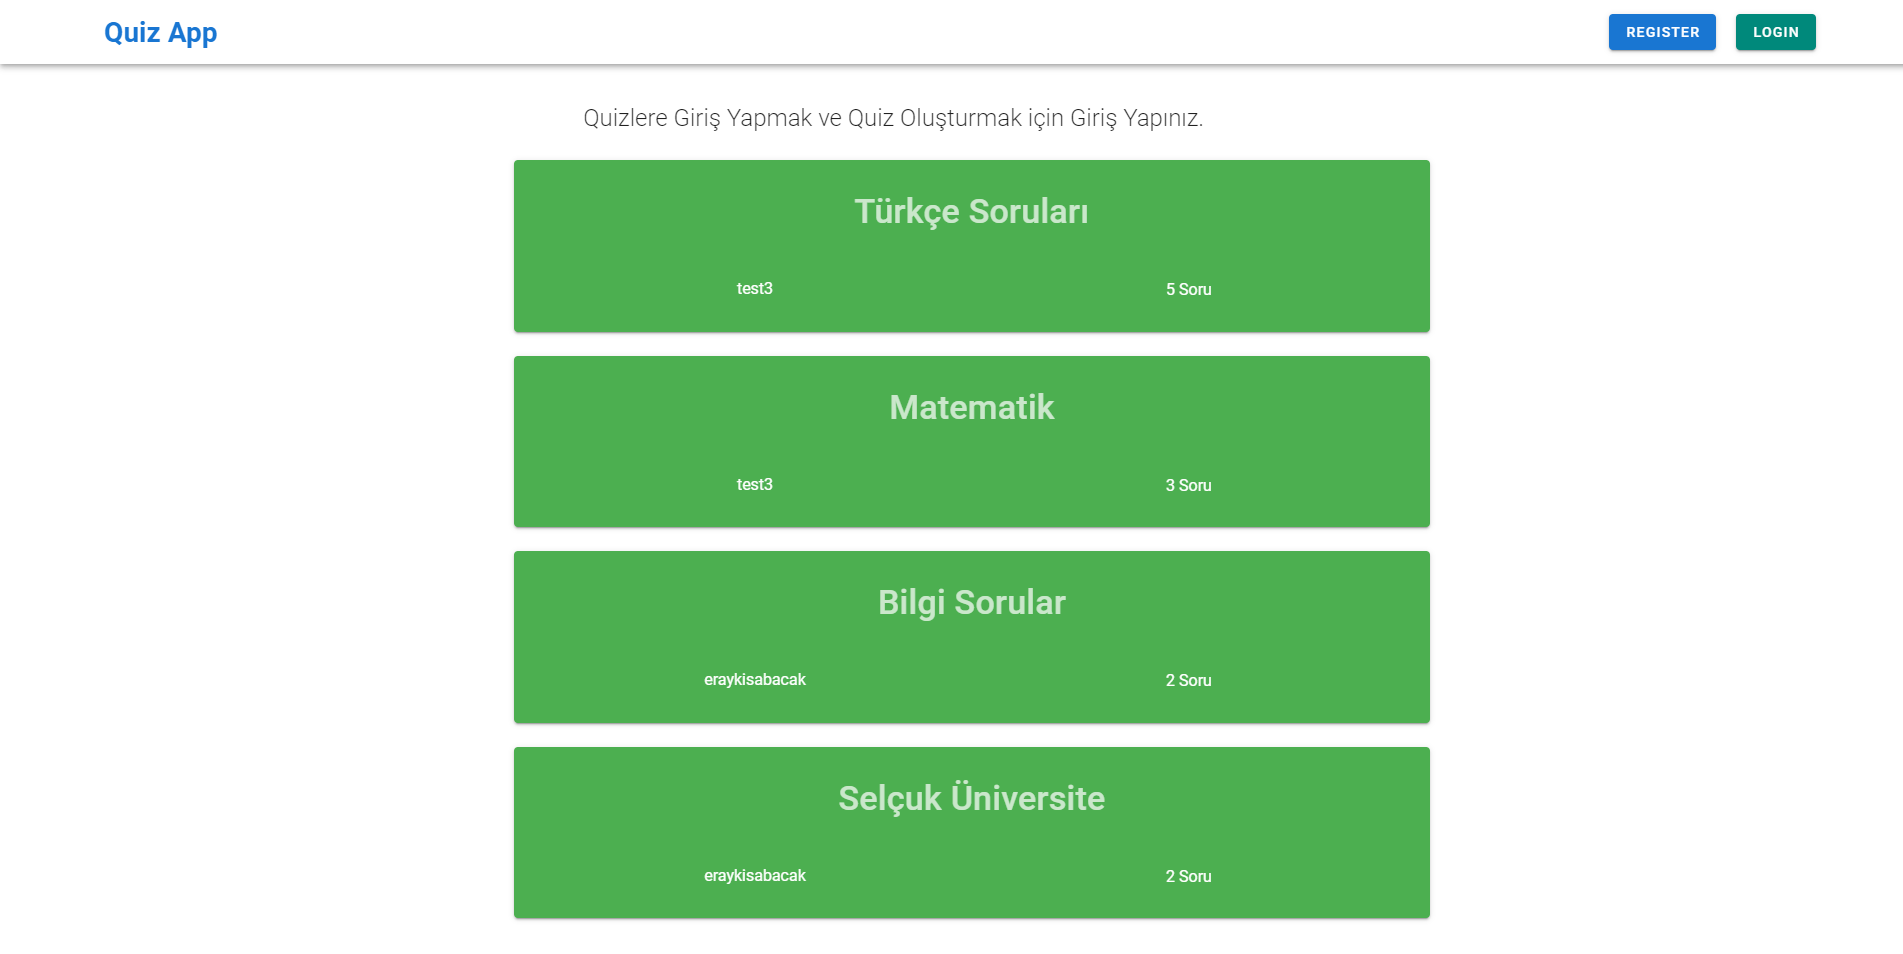 Quiz App
REGISTER
LOGIN
Quizlere Giriş Yapmak ve Quiz Oluşturmak için Giriş Yapınız.
Türkçe Soruları
test3
5 Soru
Matematik
test3
3 Soru
Bilgi Sorular
eraykisabacak
2 Soru
Selçuk Üniversite
eraykisabacak
2 Soru